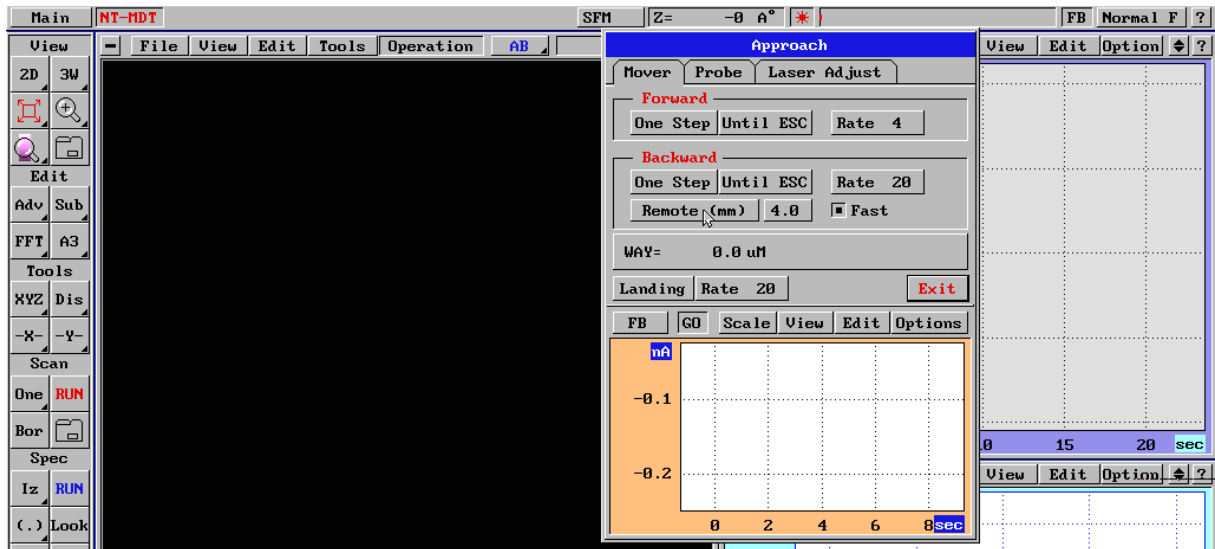 Main NT-MDT SFM Z= -0 A° FB Normal F ?
View
2D 3W
Edit
Adv Sub
FFT A3
Tools
XYZ Dis
-X- -Y-
Scan
One RUN
Bor
Spec
Iz RUN
(.) Look
File View Edit Tools Operation AB
Approach
Mover Probe Laser Adjust
Forward
One Step Until ESC Rate 4
Backward
One Step Until ESC Rate 20
Remote (mm) 4.0 Fast
WAY= 0.0 uM
Landing Rate 20 Exit
FB GO Scale View Edit Options
nA
-0.1
-0.2
0 2 4 6 8 sec
View Edit Option ?
0 15 20 sec
View Edit Option ?